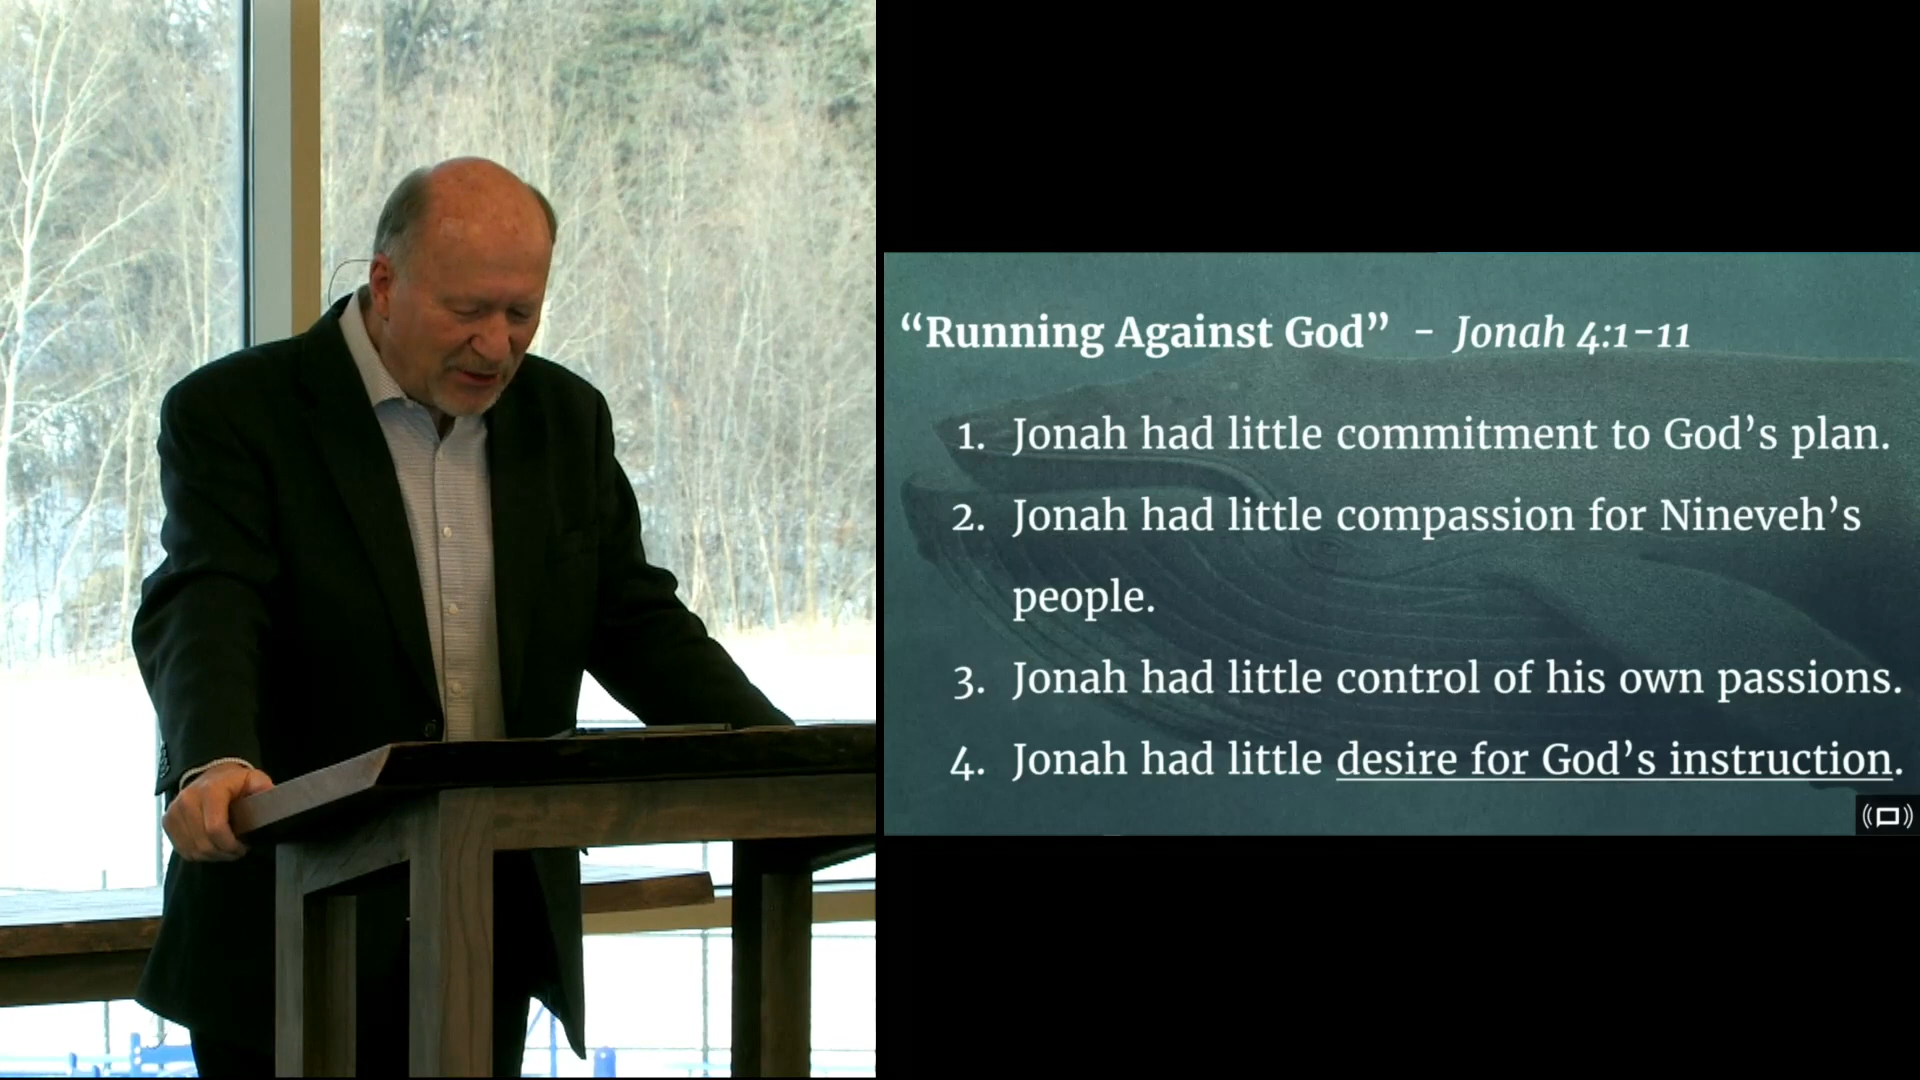 “Running Against God” - Jonah 4:1-11
1. Jonah had little commitment to God’s plan.
2. Jonah had little compassion for Nineveh’s
people.
3. Jonah had little control of his own passions.
4. Jonah had little desire for God’s instruction.